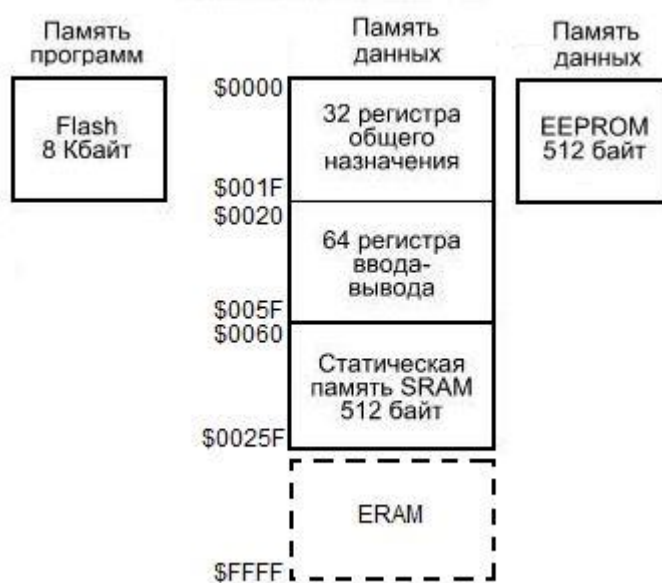 Память
программ
Flash
8 Кбайт
Память
данных
$0000
32 регистра
общего
назначения
$001F
$0020
64 регистра
ввода-
вывода
$005F
$0060
Статическая
память SRAM
512 байт
$0025F
ERAM
$FFFF
Память
данных
EEPROM
512 байт